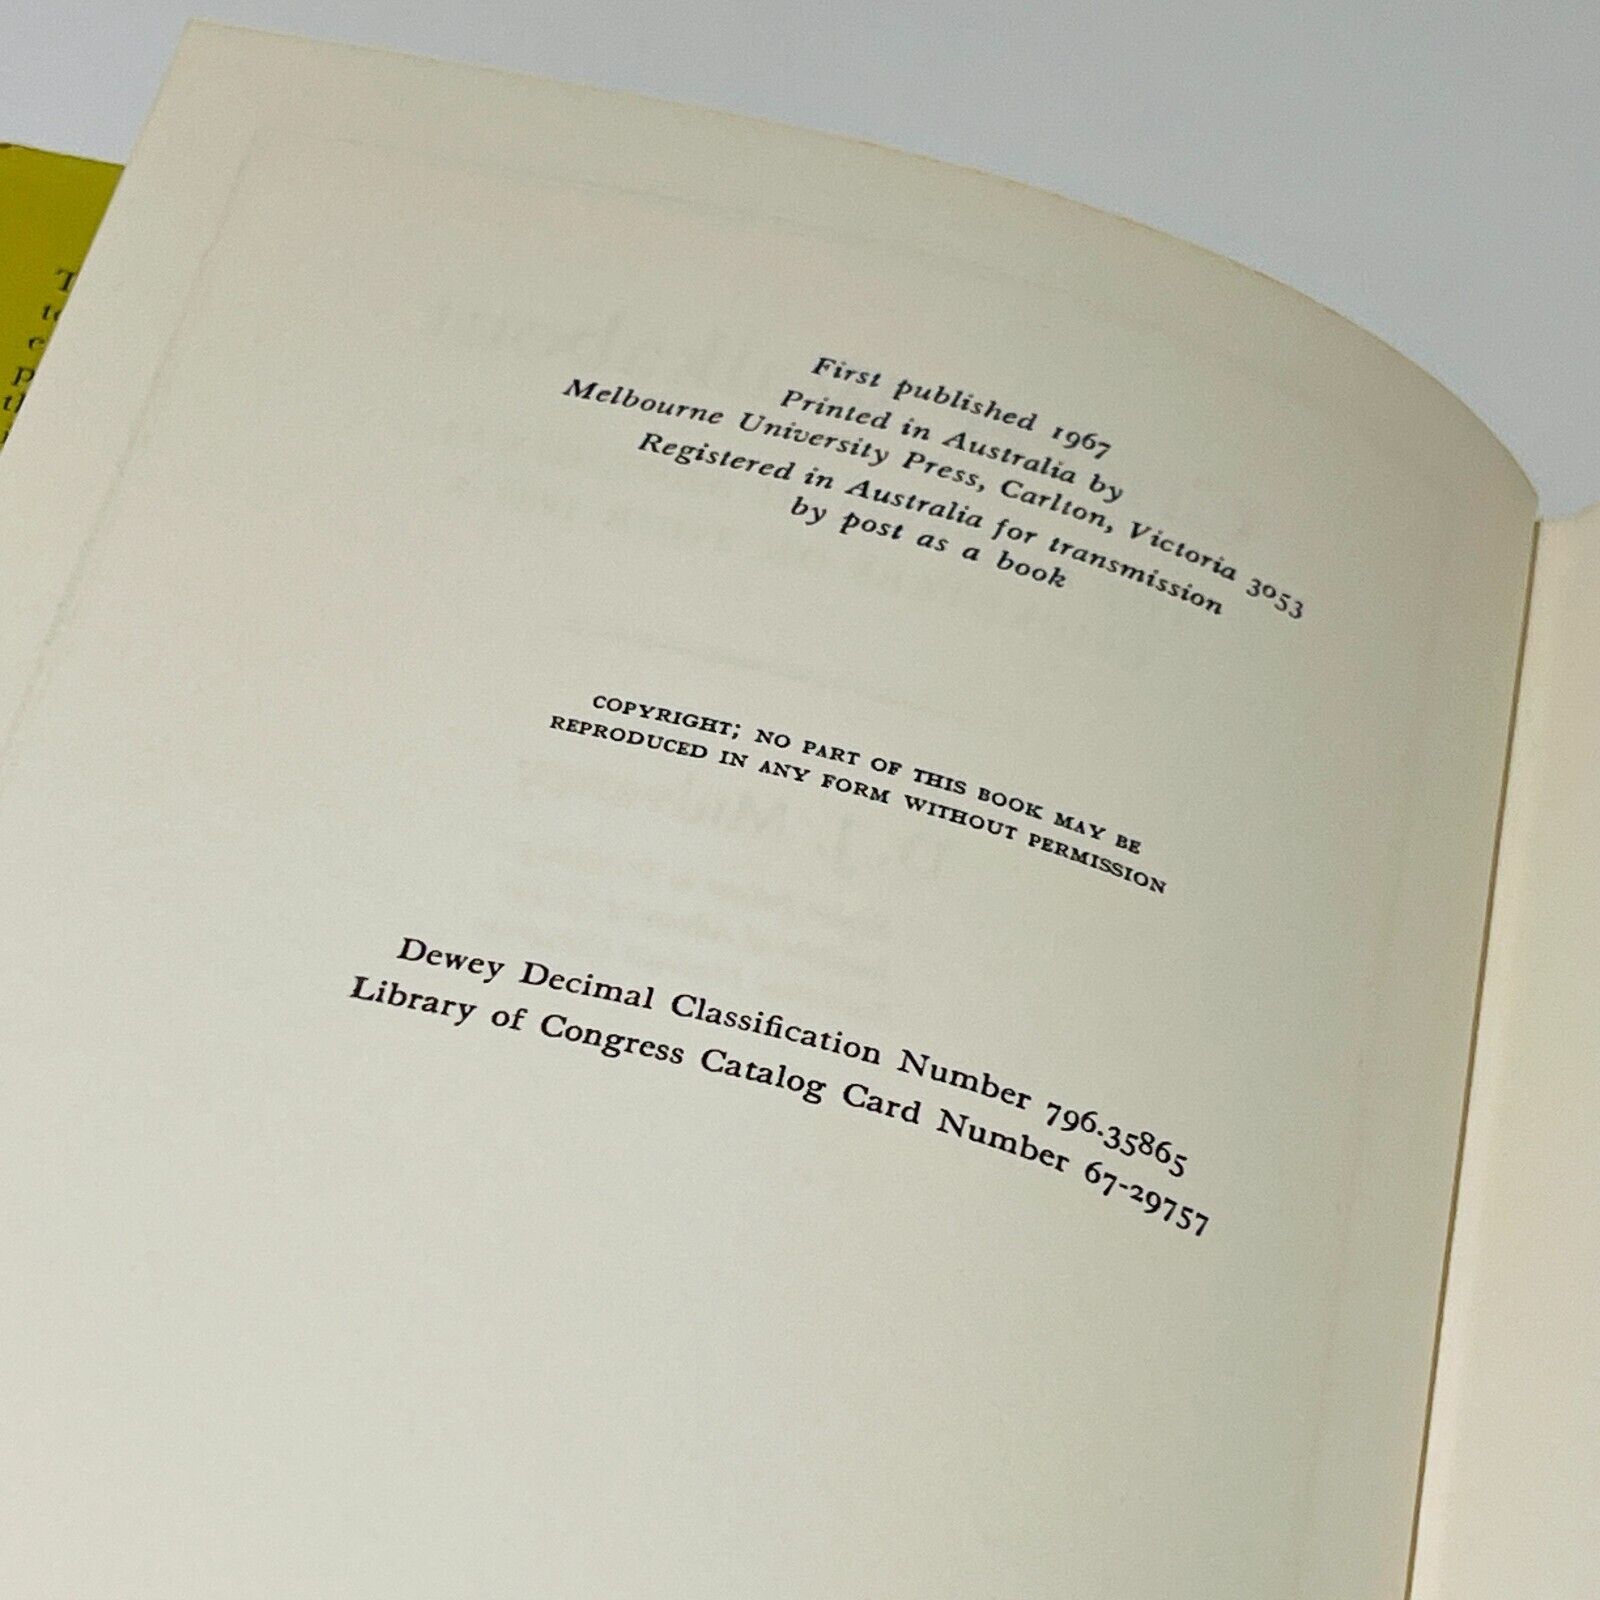 First published 1967
Printed in Australia by
Melbourne University Press, Carlton, Victoria 3053
Registered in Australia for transmission
by post as a book
COPYRIGHT; NO PART OF THIS BOOK MAY BE
REPRODUCED IN ANY FORM WITHOUT PERMISSION
Dewey Decimal Classification Number 796.35865
Library of Congress Catalog Card Number 67-29757